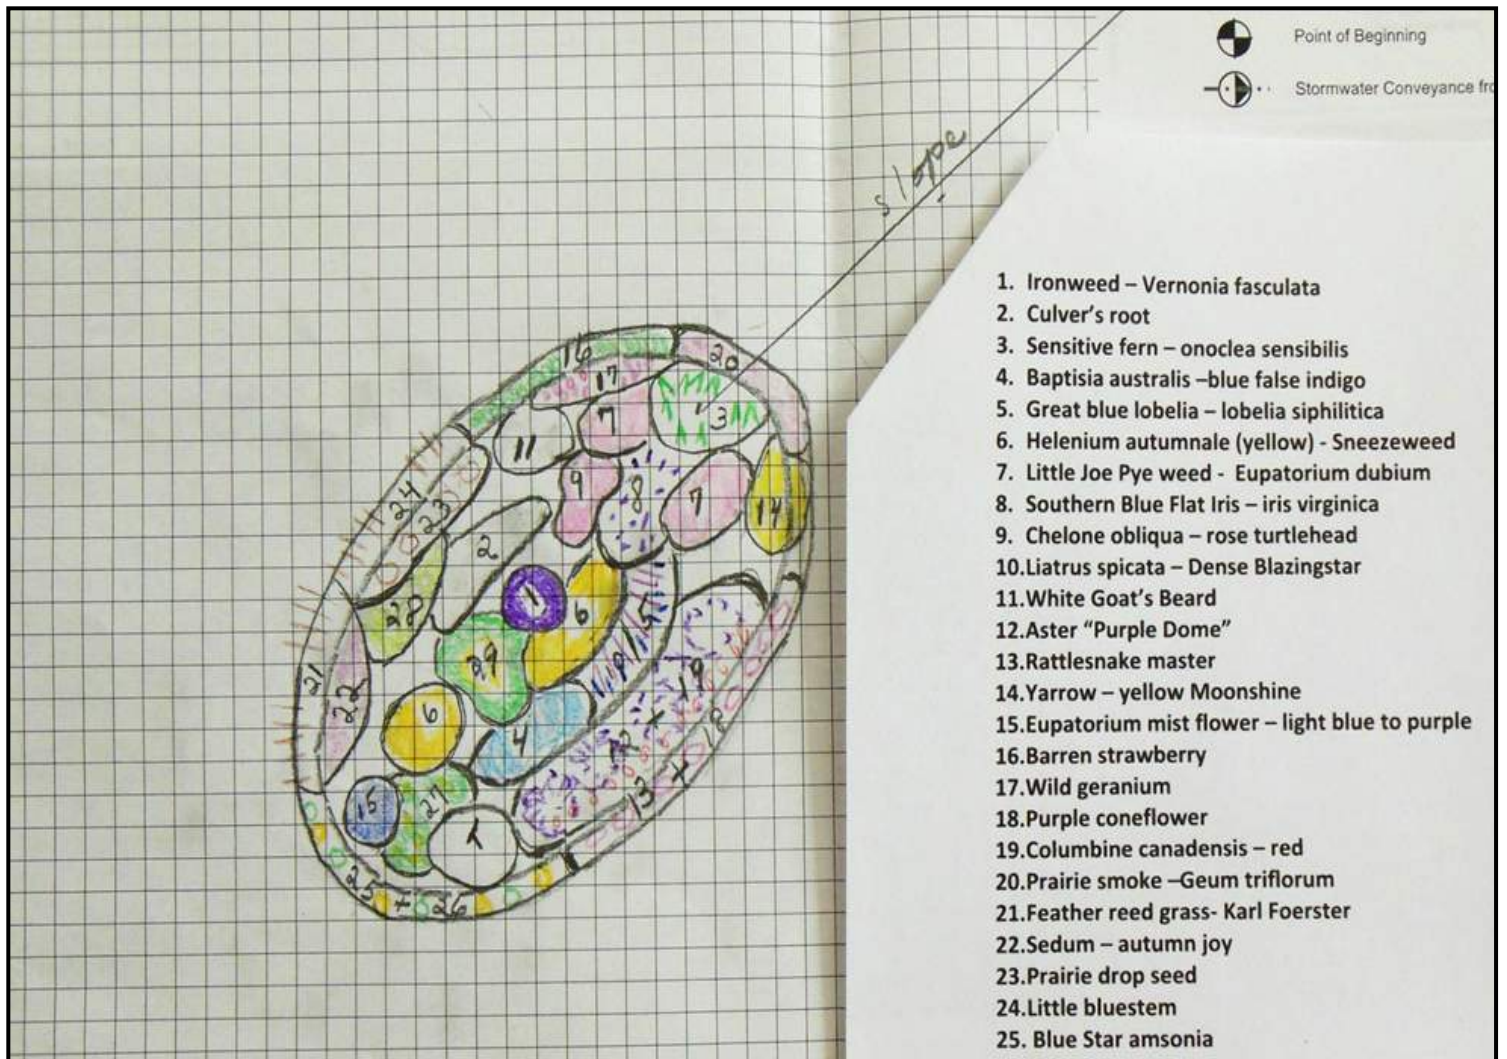 Point of Beginning
Stormwater Conveyance fro
slope
16
20
17
7
3
11
9
8
7
14
24
23
2
28
1
6
29
19
21
22
6
4
12 +
13 + 18
15
27
25 + 26
1. Ironweed – Vernonia fasculata
2. Culver's root
3. Sensitive fern – onoclea sensibilis
4. Baptisia australis –blue false indigo
5. Great blue lobelia – lobelia siphilitica
6. Helenium autumnale (yellow) - Sneezeweed
7. Little Joe Pye weed - Eupatorium dubium
8. Southern Blue Flat Iris – iris virginica
9. Chelone obliqua – rose turtlehead
10.Liatrus spicata – Dense Blazingstar
11.White Goat's Beard
12.Aster "Purple Dome"
13.Rattlesnake master
14.Yarrow – yellow Moonshine
15.Eupatorium mist flower – light blue to purple
16.Barren strawberry
17.Wild geranium
18.Purple coneflower
19.Columbine canadensis – red
20.Prairie smoke –Geum triflorum
21.Feather reed grass- Karl Foerster
22.Sedum – autumn joy
23.Prairie drop seed
24.Little bluestem
25. Blue Star amsonia